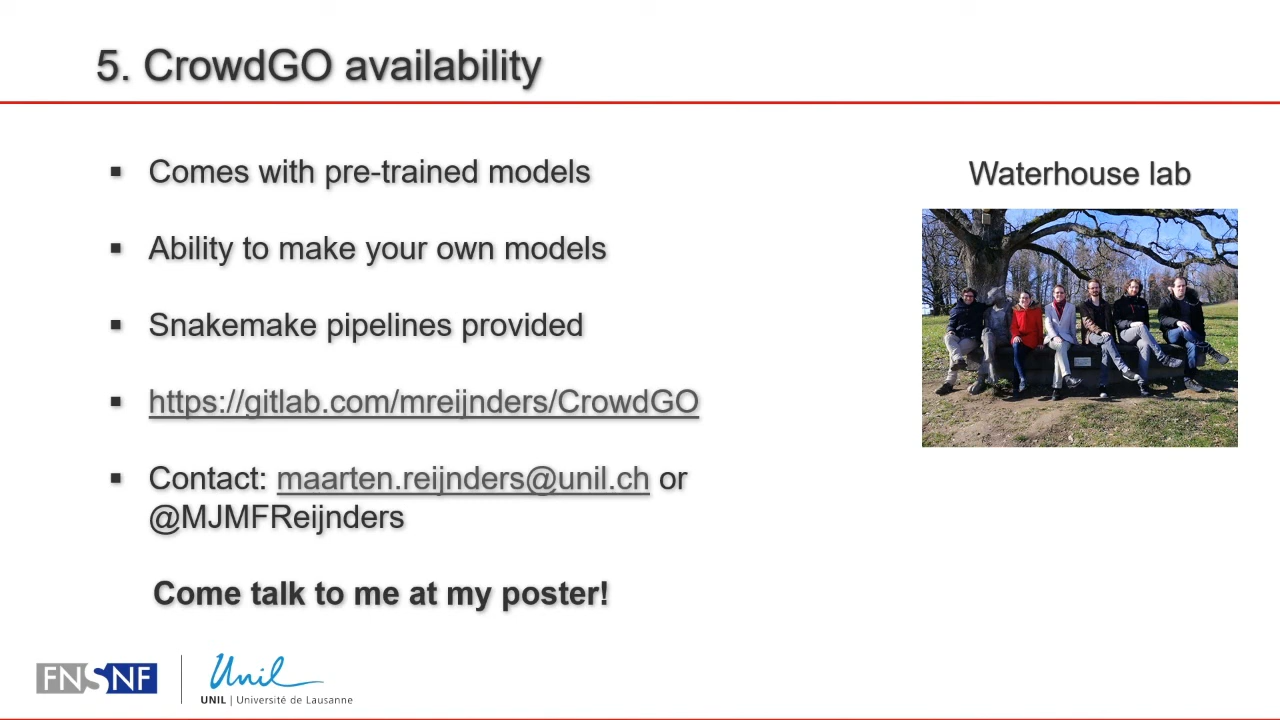 5. CrowdGO availability
Comes with pre-trained models
Ability to make your own models
Snakemake pipelines provided
https://gitlab.com/mreijnders/CrowdGO
Contact: maarten.reijnders@unil.ch or
@MJMFReijnders
Come talk to me at my poster!
Waterhouse lab
FNSNF
Unil
UNIL | Université de Lausanne